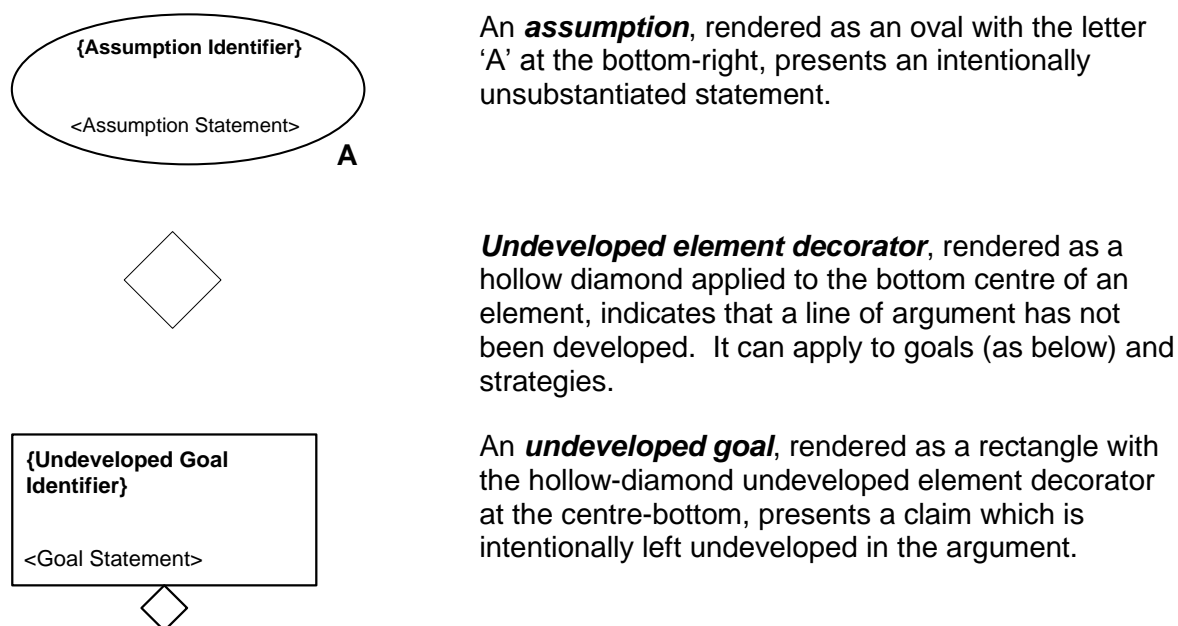 {Assumption Identifier}
<Assumption Statement>
A
An assumption, rendered as an oval with the letter
‘A’ at the bottom-right, presents an intentionally
unsubstantiated statement.
Undeveloped element decorator, rendered as a
hollow diamond applied to the bottom centre of an
element, indicates that a line of argument has not
been developed.  It can apply to goals (as below) and
strategies.
{Undeveloped Goal
Identifier}
<Goal Statement>
An undeveloped goal, rendered as a rectangle with
the hollow-diamond undeveloped element decorator
at the centre-bottom, presents a claim which is
intentionally left undeveloped in the argument.